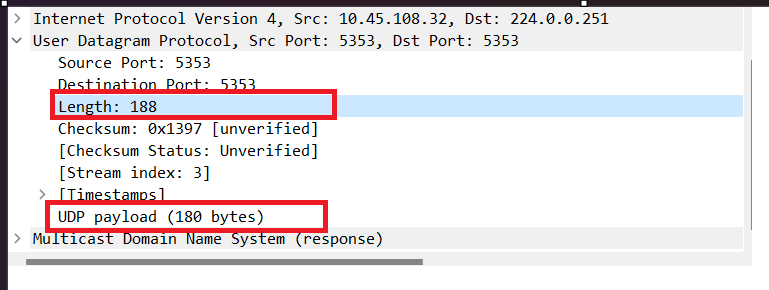 Internet Protocol Version 4, Src: 10.45.108.32, Dst: 224.0.0.251
User Datagram Protocol, Src Port: 5353, Dst Port: 5353
Source Port: 5353
Destination Port: 5353
Length: 188
Checksum: 0x1397 [unverified]
[Checksum Status: Unverified]
[Stream index: 3]
[Timestamps]
UDP payload (180 bytes)
Multicast Domain Name System (response)